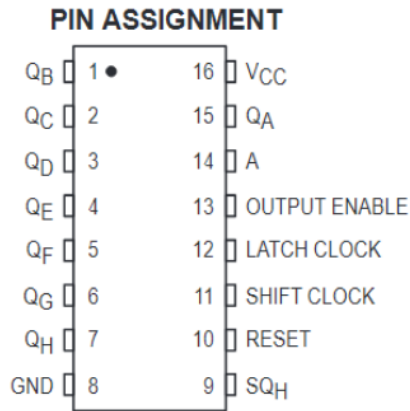 PIN ASSIGNMENT
QB 1 16 VCC
QC 2 15 QA
QD 3 14 A
QE 4 13 OUTPUT ENABLE
QF 5 12 LATCH CLOCK
QG 6 11 SHIFT CLOCK
QH 7 10 RESET
GND 8 9 SQH